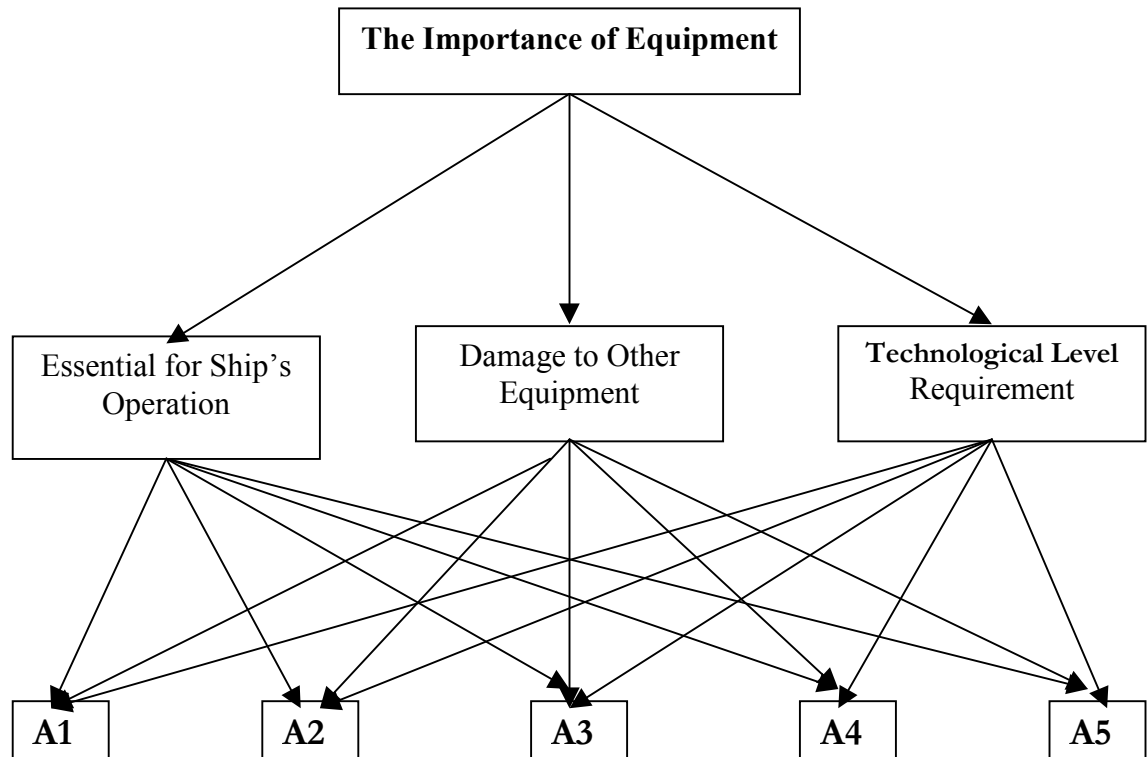 The Importance of Equipment
Essential for Ship’s
Operation
Damage to Other
Equipment
Technological Level
Requirement
A1
A2
A3
A4
A5